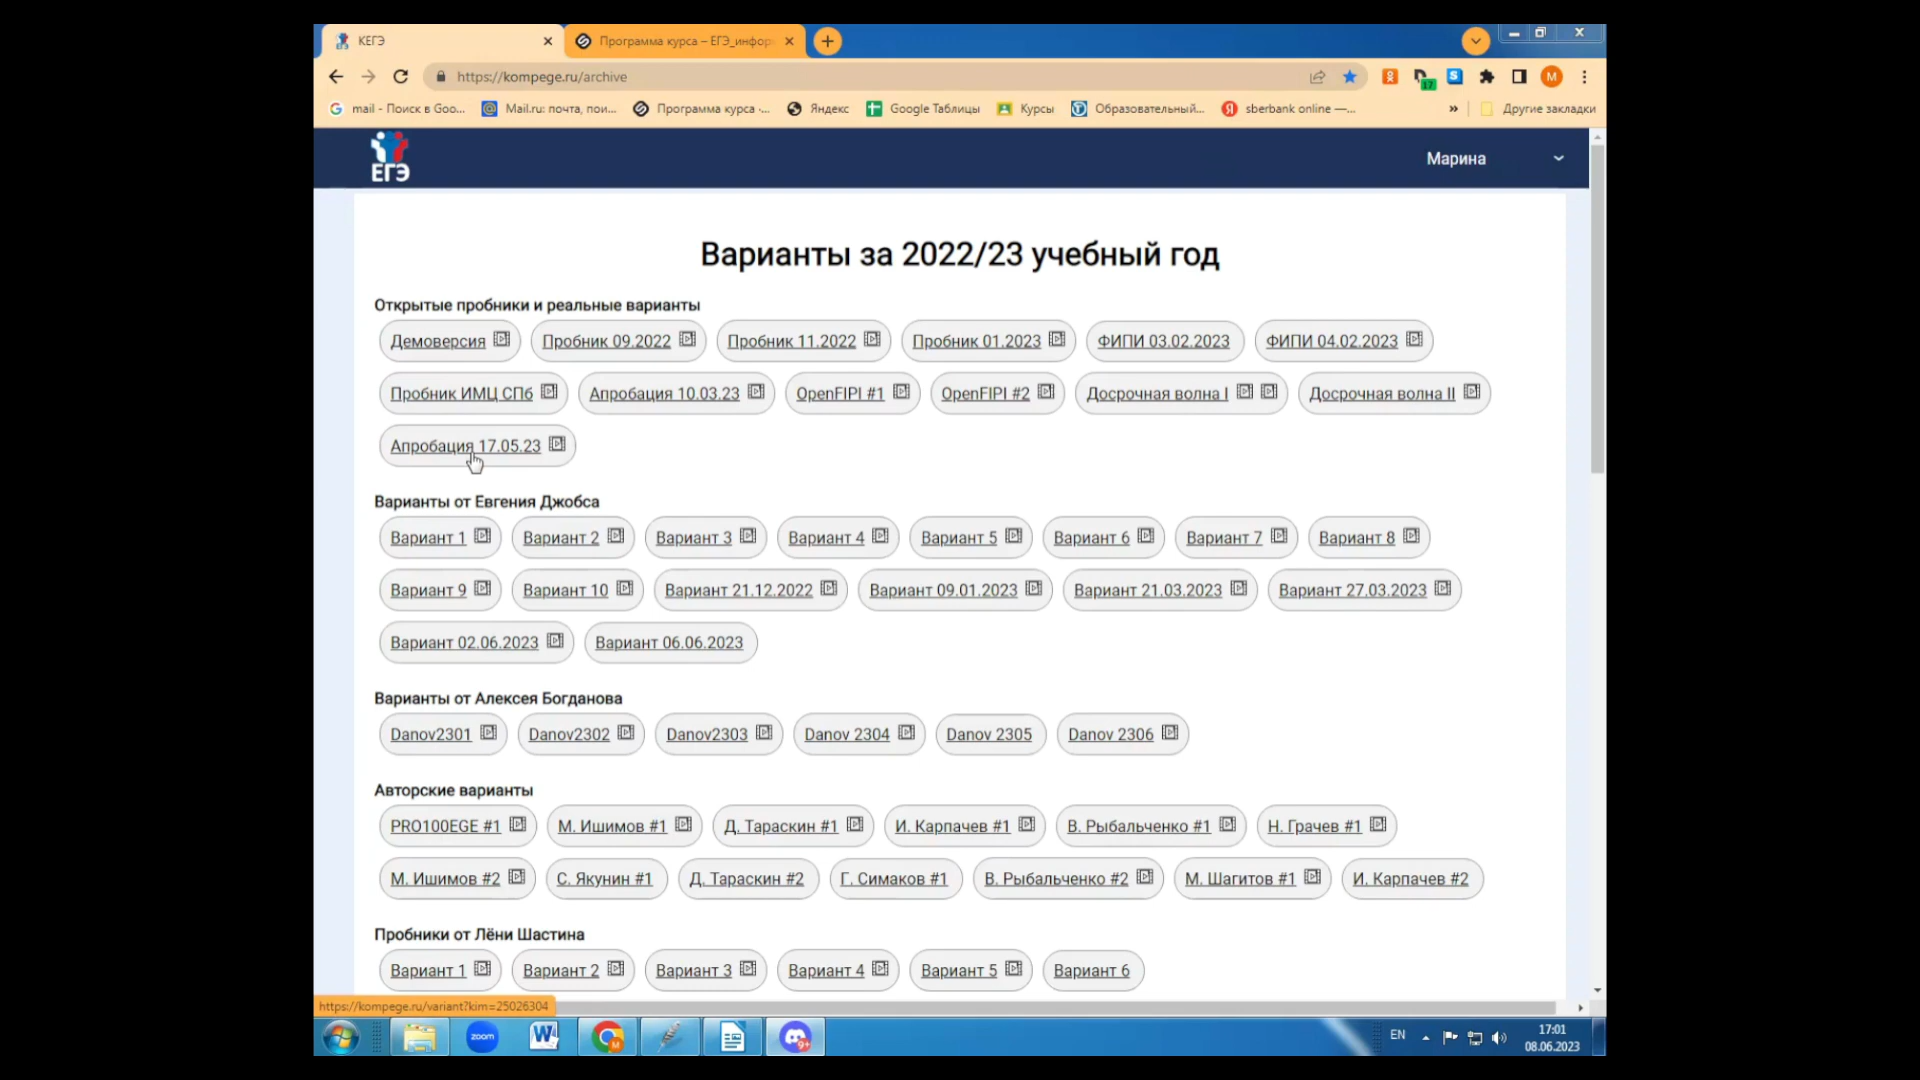 КЕГЭ
Программа курса – ЕГЭ_инфор
https://kompege.ru/archive
mail - Поиск в Goo...
Mail.ru: почта, пои...
Программа курса -...
Яндекс
Google Таблицы
Курсы
Образовательный...
sberbank online —...
»
Другие закладки
ЕГЭ
Марина
Варианты за 2022/23 учебный год
Открытые пробники и реальные варианты
Демоверсия Пробник 09.2022 Пробник 11.2022 Пробник 01.2023 ФИПИ 03.02.2023 ФИПИ 04.02.2023
Пробник ИМЦ СПб Апробация 10.03.23 OpenFIPI #1 OpenFIPI #2 Досрочная волна I Досрочная волна II
Апробация 17.05.23
Варианты от Евгения Джобса
Вариант 1 Вариант 2 Вариант 3 Вариант 4 Вариант 5 Вариант 6 Вариант 7 Вариант 8
Вариант 9 Вариант 10 Вариант 21.12.2022 Вариант 09.01.2023 Вариант 21.03.2023 Вариант 27.03.2023
Вариант 02.06.2023 Вариант 06.06.2023
Варианты от Алексея Богданова
Danov2301 Danov2302 Danov2303 Danov 2304 Danov 2305 Danov 2306
Авторские варианты
PRO100EGE #1 М. Ишимов #1 Д. Тараскин #1 И. Карпачев #1 В. Рыбальченко #1 Н. Грачев #1
М. Ишимов #2 С. Якунин #1 Д. Тараскин #2 Г. Симаков #1 В. Рыбальченко #2 М. Шагитов #1 И. Карпачев #2
Пробники от Лёни Шастина
Вариант 1 Вариант 2 Вариант 3 Вариант 4 Вариант 5 Вариант 6
https://kompege.ru/variant?kim=25026304
zoom
EN
17:01
08.06.2023